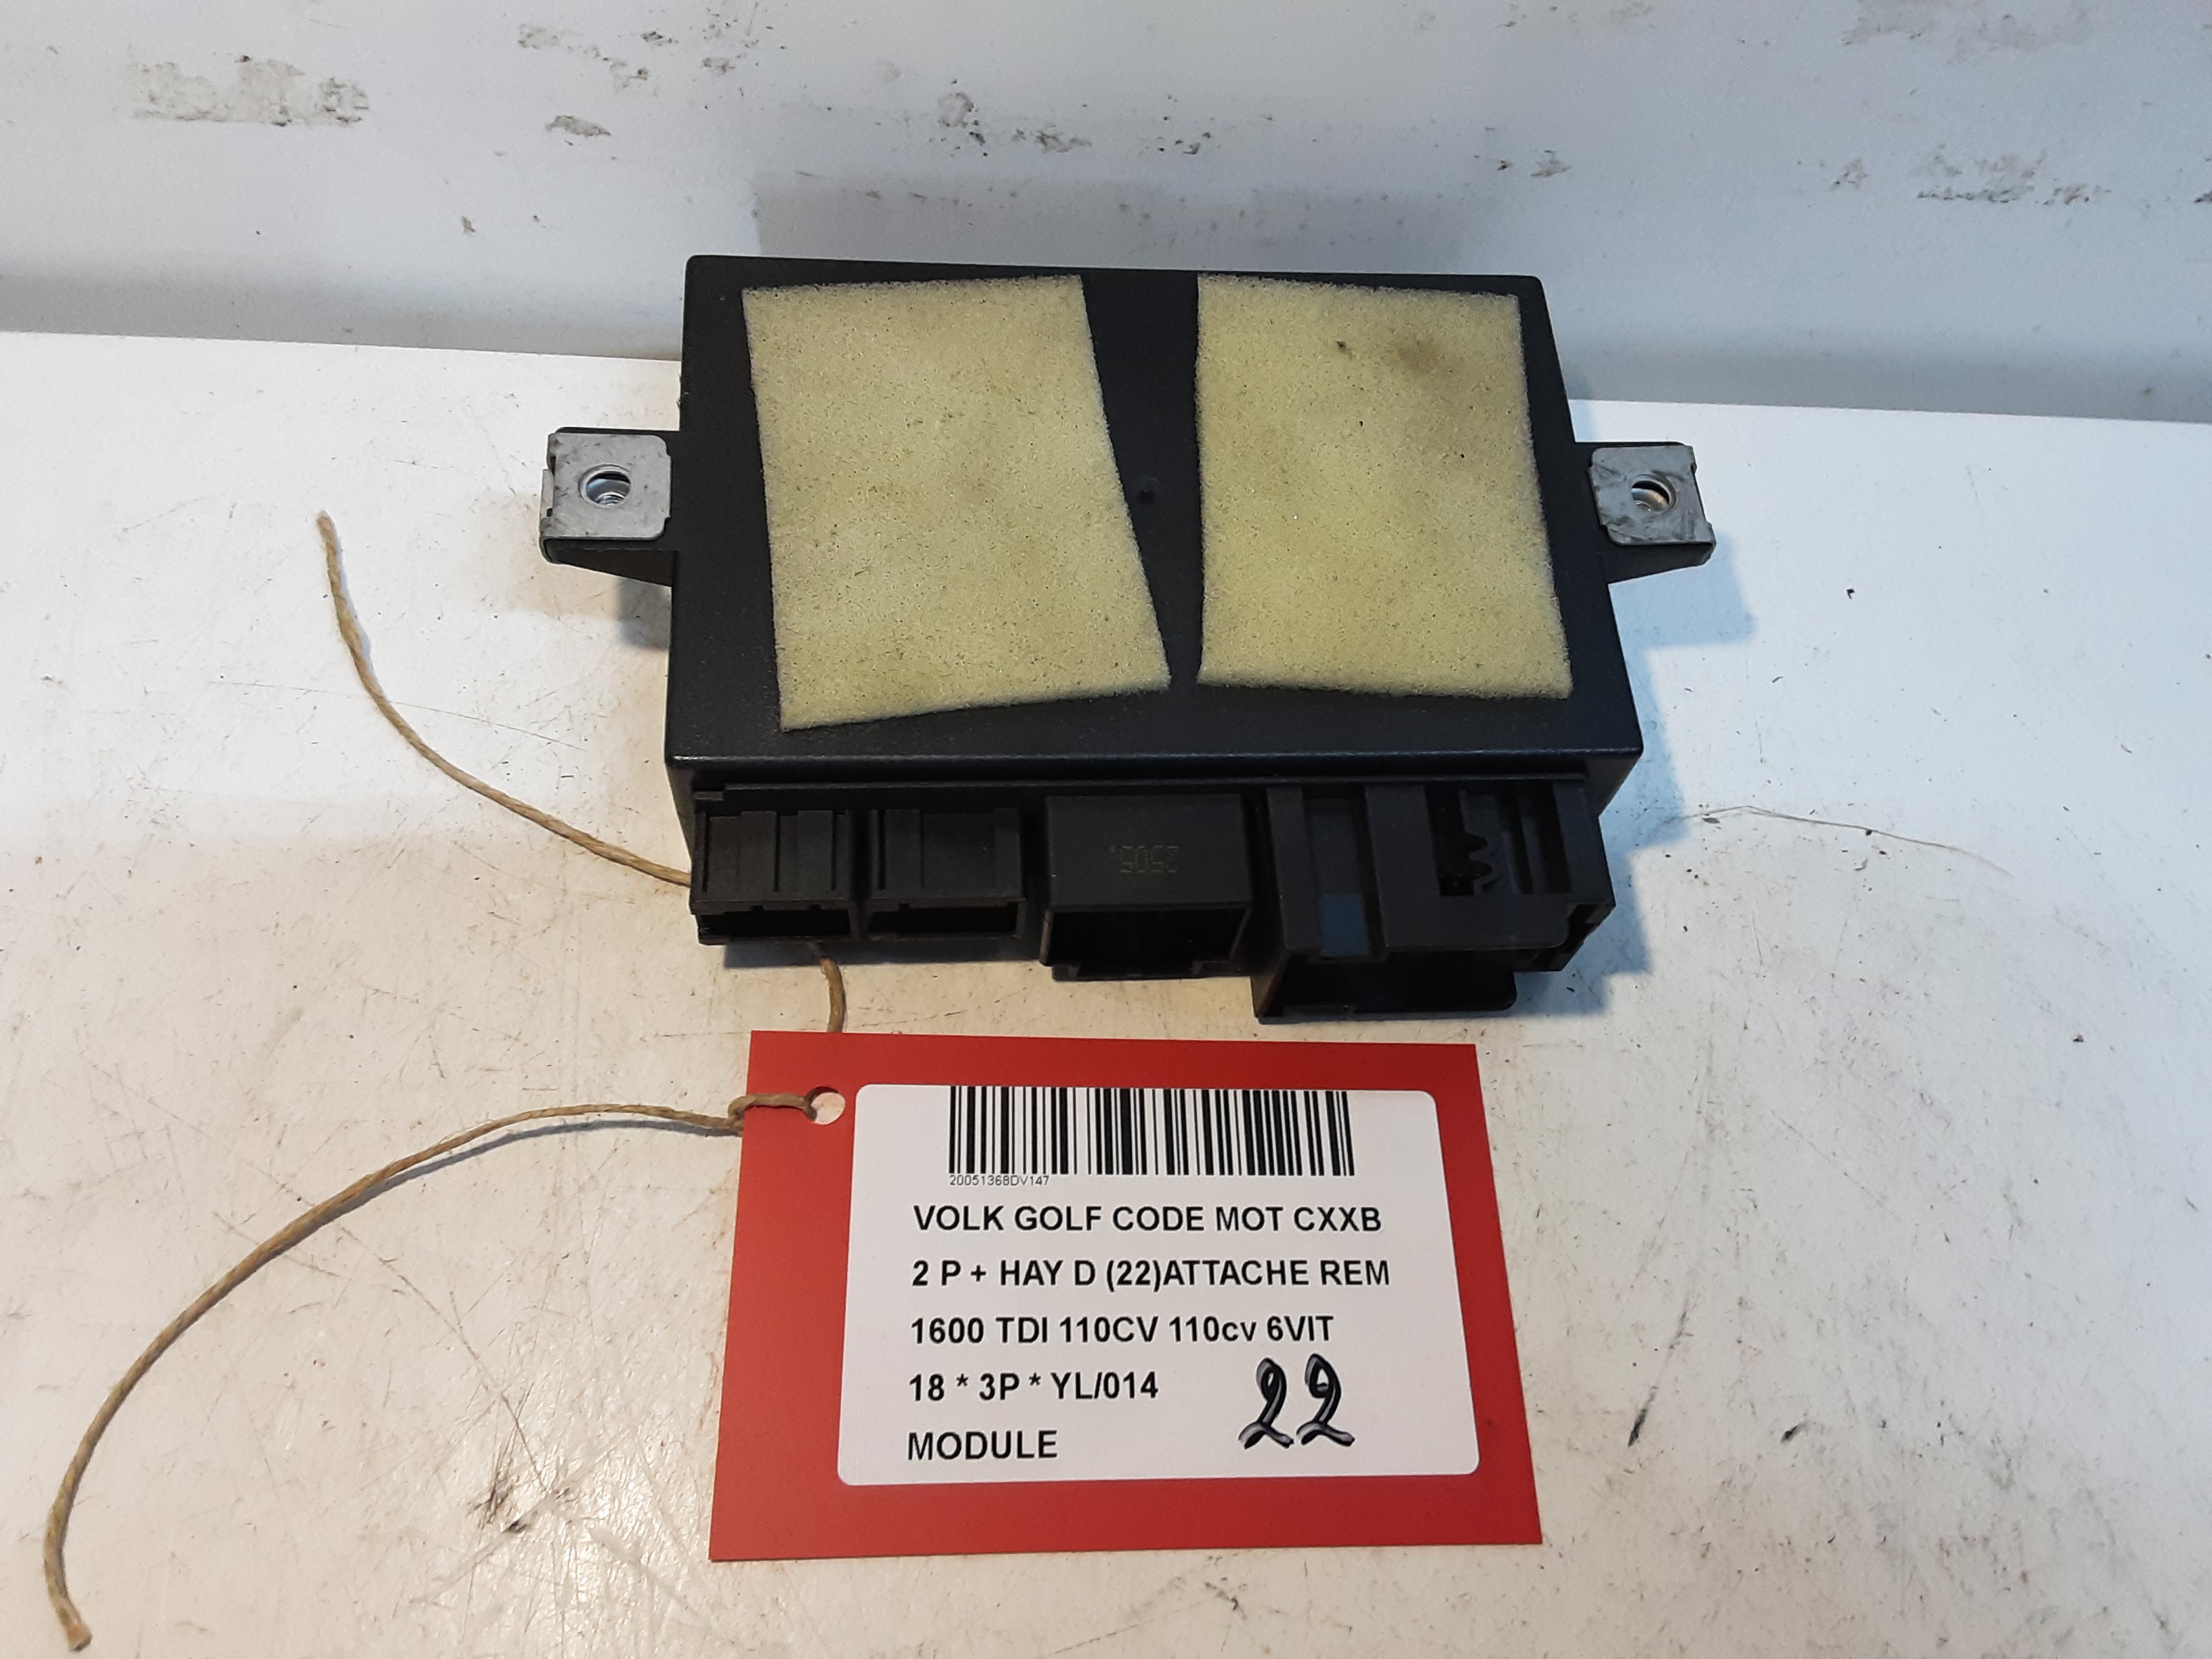 2505.
20051368DV147
VOLK GOLF CODE MOT CXXB
2 P + HAY D (22)ATTACHE REM
1600 TDI 110CV 110cv 6VIT
18 * 3P * YL/014
22
MODULE